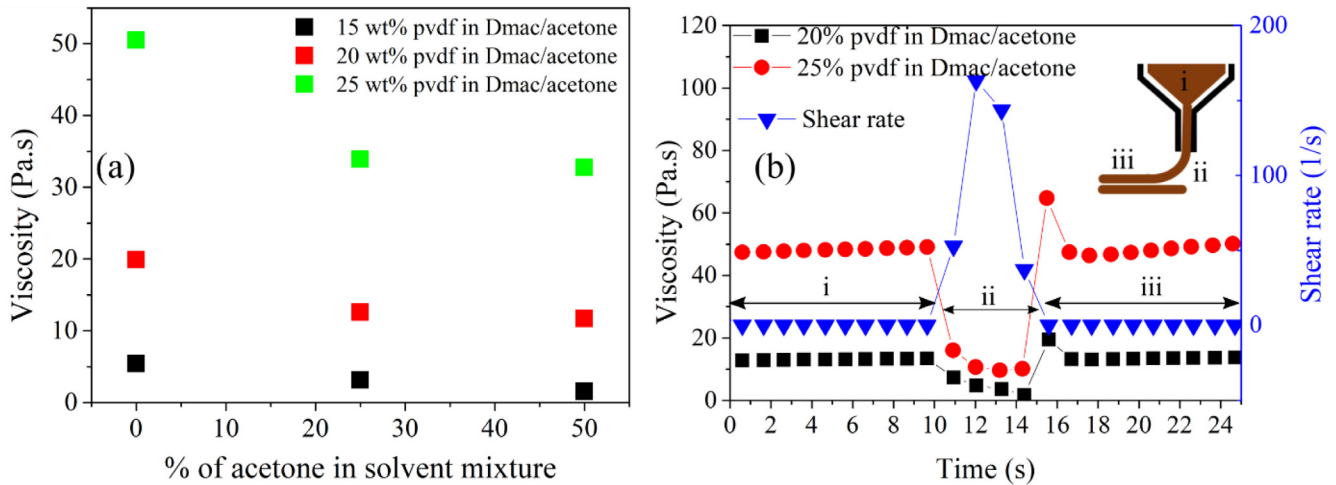 15 wt% pvdf in Dmac/acetone
20 wt% pvdf in Dmac/acetone
25 wt% pvdf in Dmac/acetone
(a)
Viscosity (Pa.s)
50
40
30
20
10
0
0
10
20
30
40
50
% of acetone in solvent mixture
20% pvdf in Dmac/acetone
25% pvdf in Dmac/acetone
Shear rate
(b)
i
ii
iii
i
ii
iii
Viscosity (Pa.s)
120
100
80
60
40
20
0
0
2
4
6
8
10
12
14
16
18
20
22
24
Time (s)
200
100
0
Shear rate (1/s)